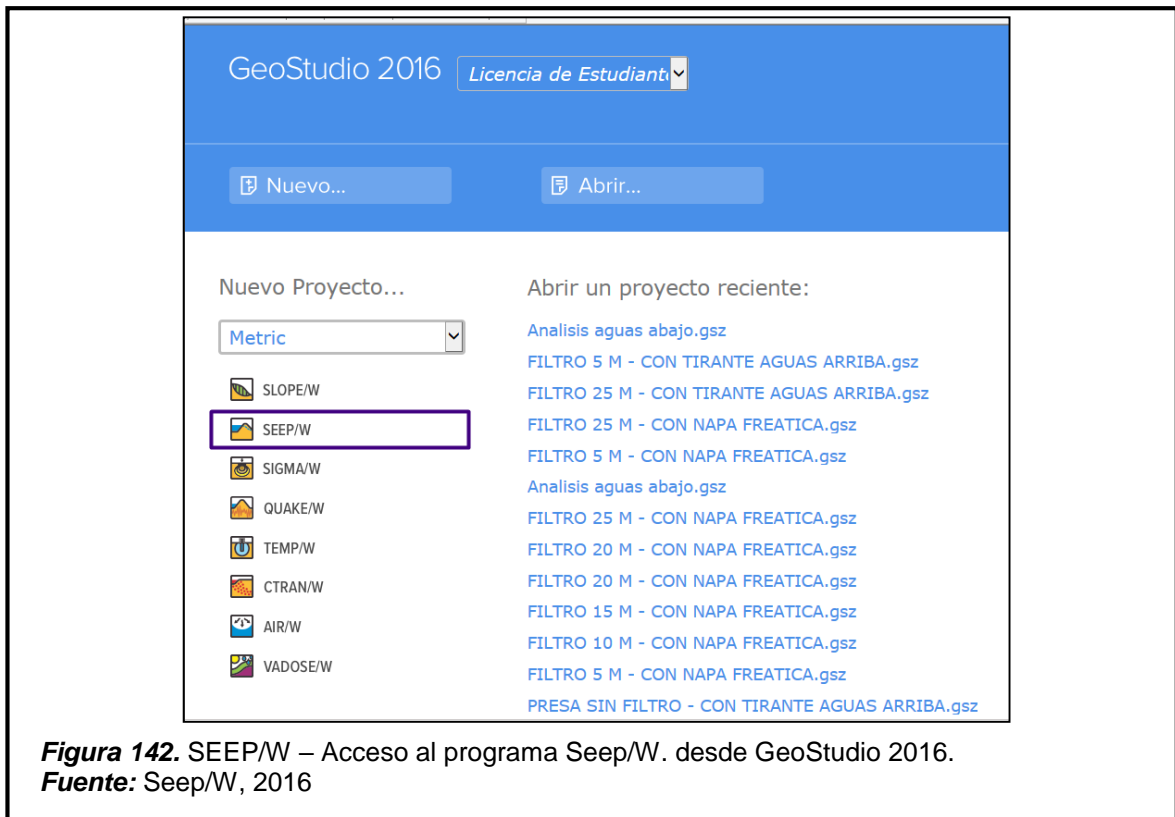 GeoStudio 2016
Licencia de Estudiante
Nuevo...
Abrir...
Nuevo Proyecto...
Metric
SLOPE/W
SEEP/W
SIGMA/W
QUAKE/W
TEMP/W
CTRAN/W
AIR/W
VADOSE/W
Abrir un proyecto reciente:
Analisis aguas abajo.gsz
FILTRO 5 M - CON TIRANTE AGUAS ARRIBA.gsz
FILTRO 25 M - CON TIRANTE AGUAS ARRIBA.gsz
FILTRO 25 M - CON NAPA FREATICA.gsz
FILTRO 5 M - CON NAPA FREATICA.gsz
Analisis aguas abajo.gsz
FILTRO 25 M - CON NAPA FREATICA.gsz
FILTRO 20 M - CON NAPA FREATICA.gsz
FILTRO 20 M - CON NAPA FREATICA.gsz
FILTRO 15 M - CON NAPA FREATICA.gsz
FILTRO 10 M - CON NAPA FREATICA.gsz
FILTRO 5 M - CON NAPA FREATICA.gsz
PRESA SIN FILTRO - CON TIRANTE AGUAS ARRIBA.gsz
Figura 142. SEEP/W – Acceso al programa Seep/W. desde GeoStudio 2016.
Fuente: Seep/W, 2016